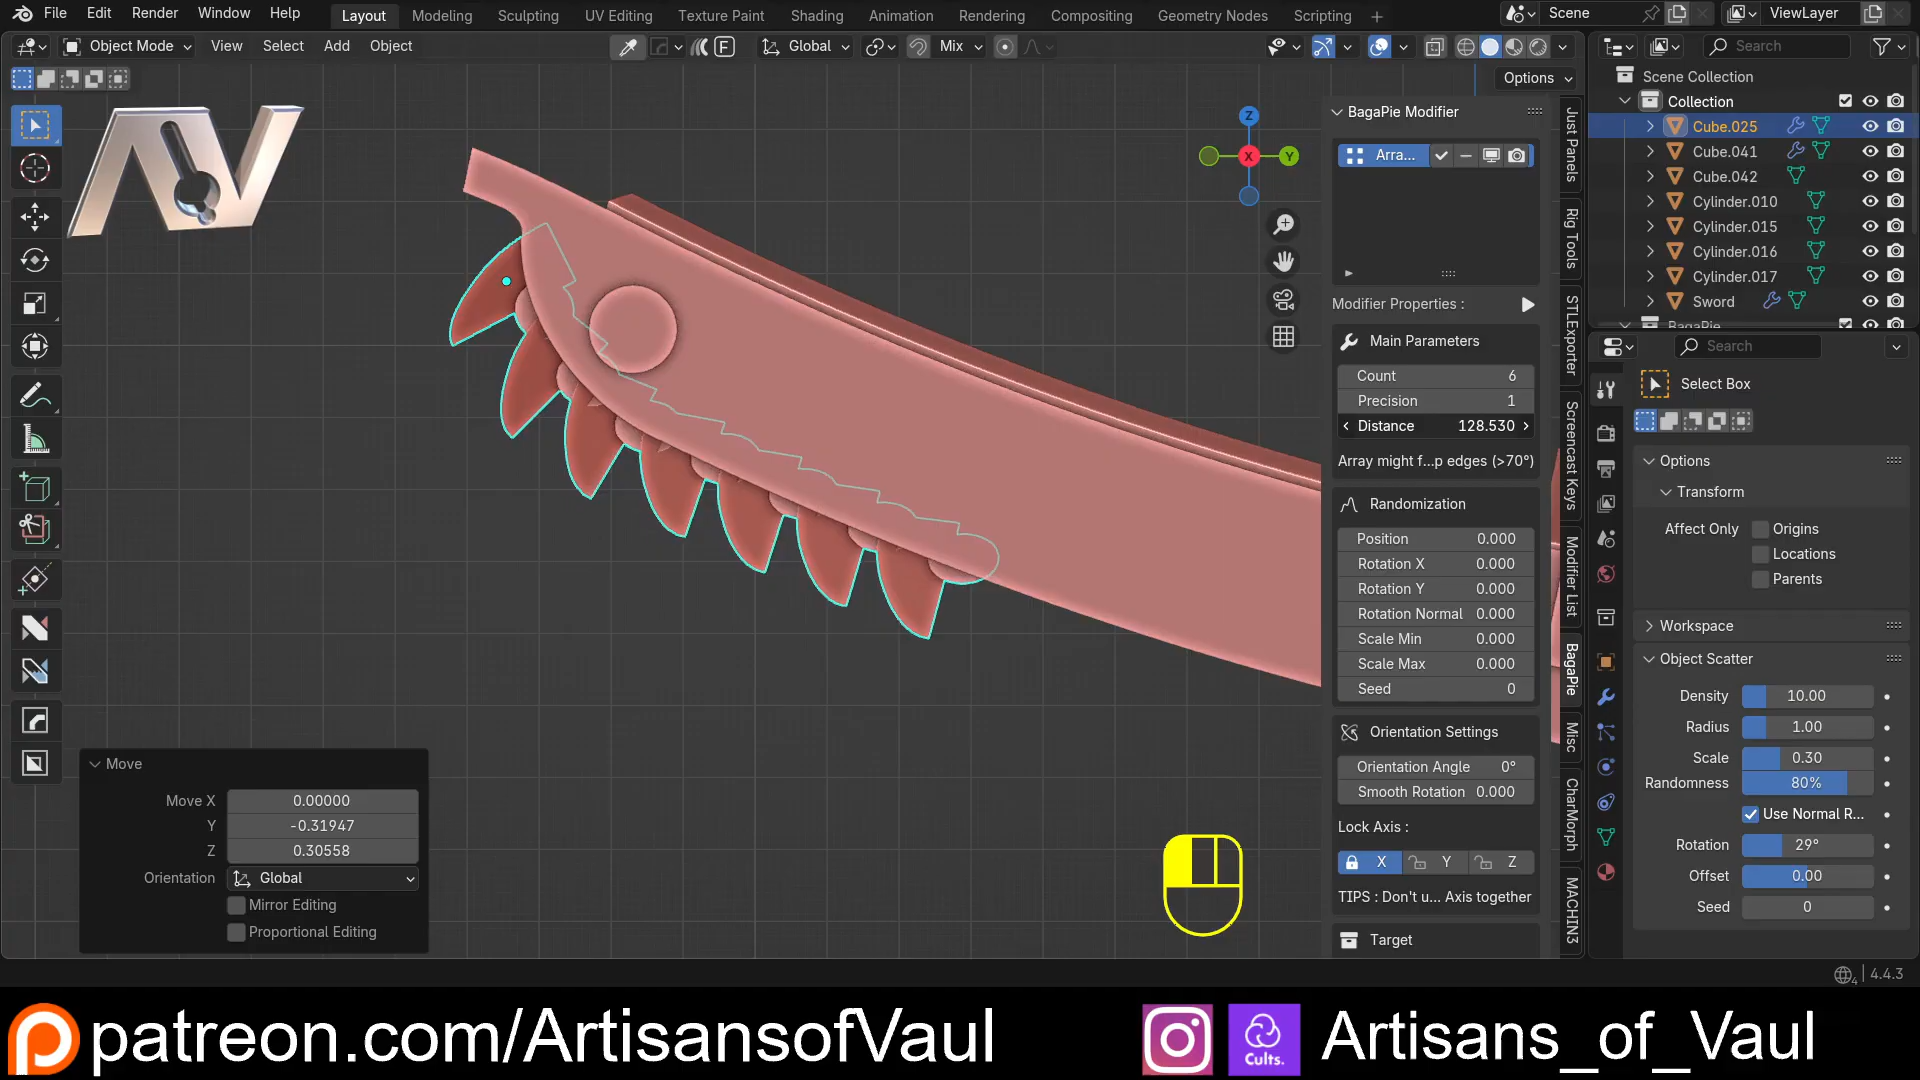 File Edit Render Window Help Layout Modeling Sculpting UV Editing Texture Paint Shading Animation Rendering Compositing Geometry Nodes Scripting + Scene ViewLayer
Object Mode View Select Add Object F Global Mix Search
Options
Scene Collection
Collection
Cube.025
Cube.041
Cube.042
Cylinder.010
Cylinder.015
Cylinder.016
Cylinder.017
Sword
BagaPie
AV
Z
X
Y
BagaPie Modifier
Arra...
Modifier Properties :
Main Parameters
Count 6
Precision 1
Distance 128.530
Array might f...p edges (>70°)
Randomization
Position 0.000
Rotation X 0.000
Rotation Y 0.000
Rotation Normal 0.000
Scale Min 0.000
Scale Max 0.000
Seed 0
Orientation Settings
Orientation Angle 0°
Smooth Rotation 0.000
Lock Axis :
X Y Z
TIPS : Don't u... Axis together
Target
Just Panels
Rig Tools
STLExporter
Screencast Keys
Modifier List
BagaPie
Misc
CharMorph
MACHIN3
Search
Select Box
Options
Transform
Affect Only Origins
Locations
Parents
Workspace
Object Scatter
Density 10.00
Radius 1.00
Scale 0.30
Randomness 80%
Use Normal R...
Rotation 29°
Offset 0.00
Seed 0
Move
Move X 0.00000
Y -0.31947
Z 0.30558
Orientation Global
Mirror Editing
Proportional Editing
4 4.4.3
patreon.com/ArtisansofVaul
Cults.
Artisans_of_Vaul